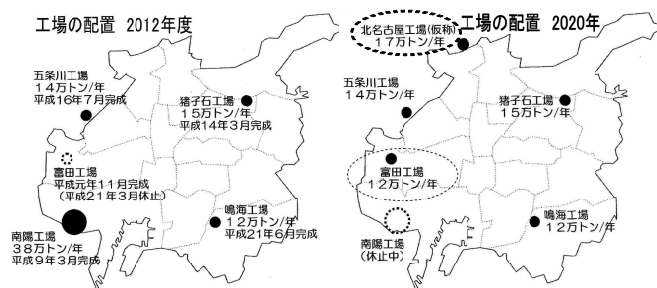 工場の配置 2012年度
五条川工場
14万トン/年
平成16年7月完成
猪子石工場
15万トン/年
平成14年3月完成
富田工場
平成元年11月完成
(平成21年3月休止)
鳴海工場
12万トン/年
平成21年6月完成
南陽工場
38万トン/年
平成9年3月完成
工場の配置 2020年
北名古屋工場(仮称)
17万トン/年
五条川工場
14万トン/年
猪子石工場
15万トン/年
富田工場
12万トン/年
鳴海工場
12万トン/年
南陽工場
(休止中)